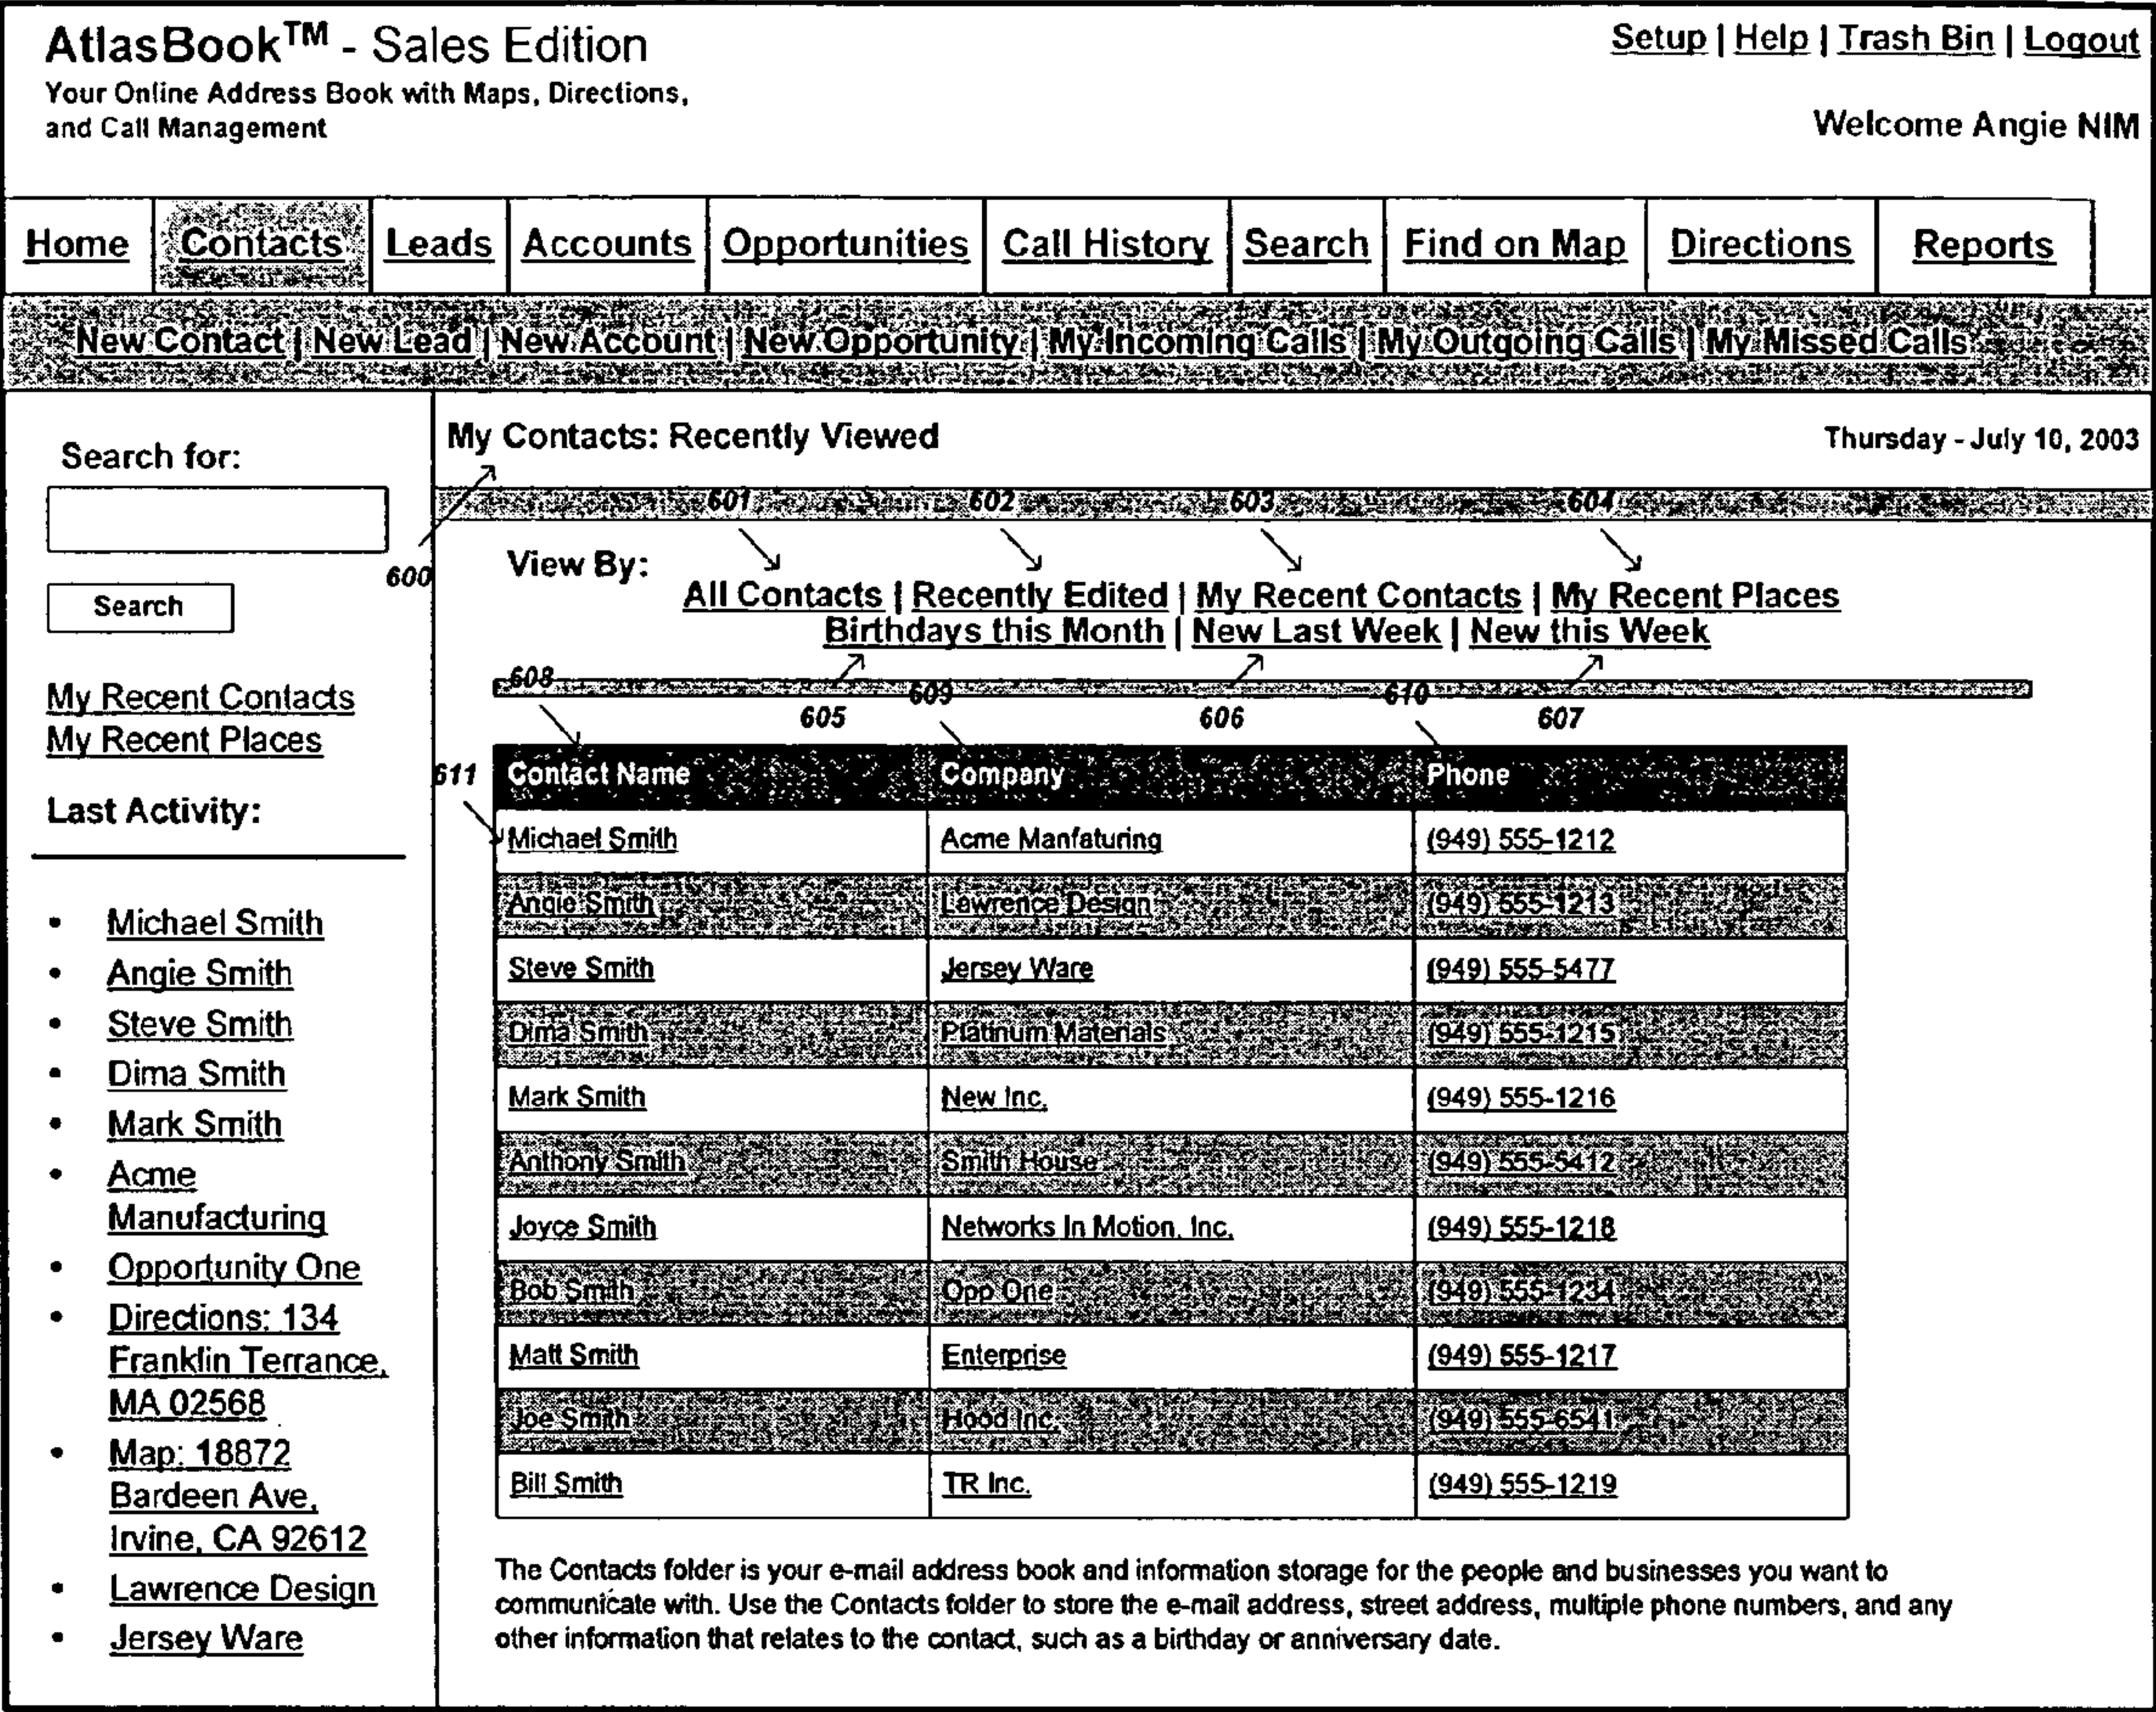 AtlasBook™ - Sales Edition
Setup | Help | Trash Bin | Logout
Your Online Address Book with Maps, Directions,
and Call Management
Welcome Angie NIM
Home Contacts Leads Accounts Opportunities Call History Search Find on Map Directions Reports
New Contact | New Lead | New Account | New Opportunity | My Incoming Calls | My Outgoing Calls | My Missed Calls
Search for:
Search
My Recent Contacts
My Recent Places
Last Activity:
• Michael Smith
• Angie Smith
• Steve Smith
• Dima Smith
• Mark Smith
• Acme
Manufacturing
• Opportunity One
• Directions: 134
Franklin Terrance,
MA 02568
• Map: 18872
Bardeen Ave,
Irvine, CA 92612
• Lawrence Design
• Jersey Ware
My Contacts: Recently Viewed
Thursday - July 10, 2003
600
601 602 603 604
View By:
All Contacts | Recently Edited | My Recent Contacts | My Recent Places
Birthdays this Month | New Last Week | New this Week
608 609 610
605 606 607
611
Contact Name Company Phone
Michael Smith Acme Manfaturing (949) 555-1212
Angie Smith Lawrence Design (949) 555-1213
Steve Smith Jersey Ware (949) 555-5477
Dima Smith Platinum Materials (949) 555-1215
Mark Smith New Inc. (949) 555-1216
Anthony Smith Smith House (949) 555-5412
Joyce Smith Networks In Motion, Inc. (949) 555-1218
Bob Smith Opp One (949) 555-1234
Matt Smith Enterprise (949) 555-1217
Joe Smith Hood Inc. (949) 555-6541
Bill Smith TR Inc. (949) 555-1219
The Contacts folder is your e-mail address book and information storage for the people and businesses you want to
communicate with. Use the Contacts folder to store the e-mail address, street address, multiple phone numbers, and any
other information that relates to the contact, such as a birthday or anniversary date.